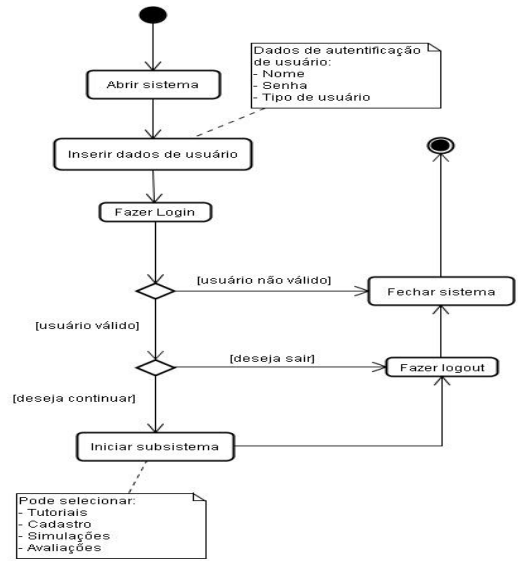 Dados de autentificação
de usuário:
- Nome
- Senha
- Tipo de usuário
Abrir sistema
Inserir dados de usuário
Fazer Login
[usuário não válido]
Fechar sistema
[usuário válido]
[deseja sair]
Fazer logout
[deseja continuar]
Iniciar subsistema
Pode selecionar:
- Tutoriais
- Cadastro
- Simulações
- Avaliações